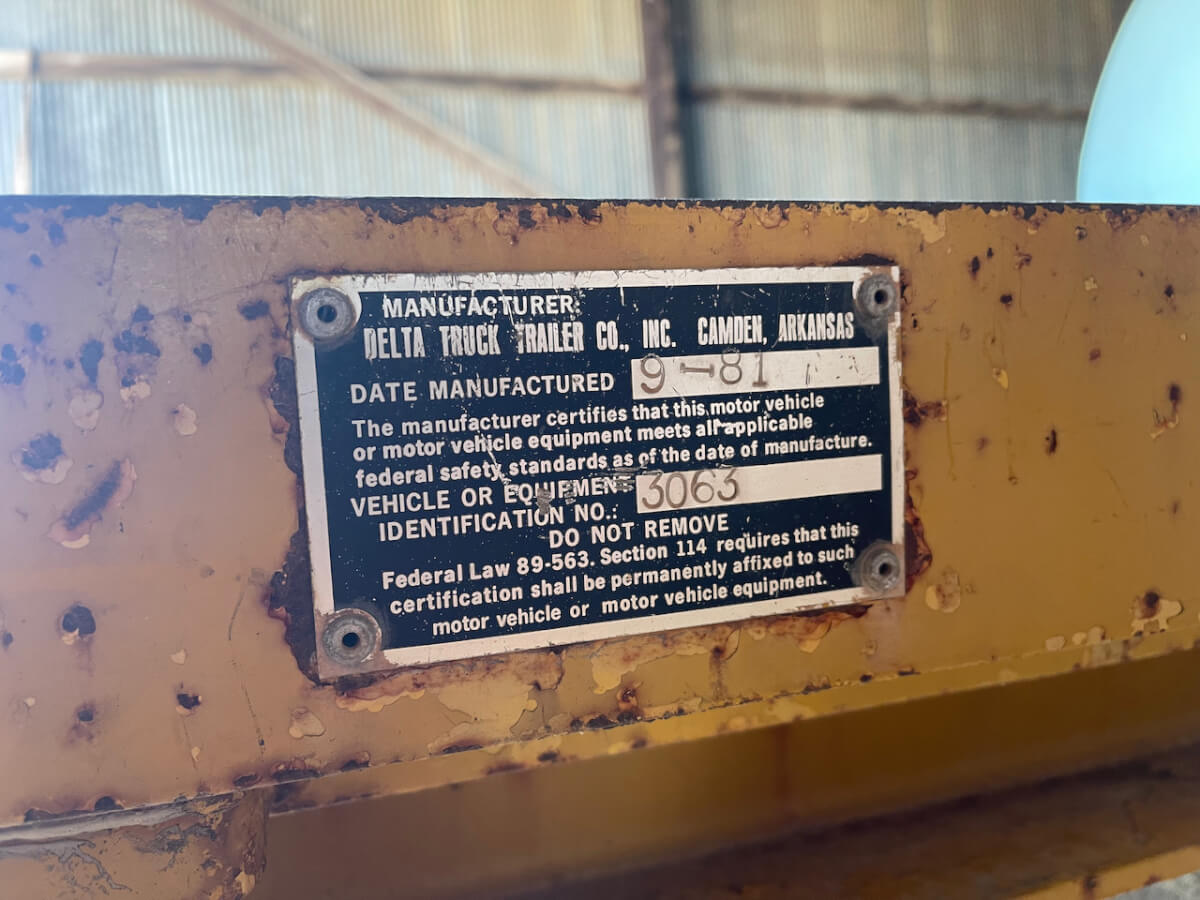 MANUFACTURER:
DELTA TRUCK TRAILER CO., INC. CAMDEN, ARKANSAS
DATE MANUFACTURED 9-81
The manufacturer certifies that this motor vehicle
or motor vehicle equipment meets all applicable
federal safety standards as of the date of manufacture.
VEHICLE OR EQUIPMENT 3063
IDENTIFICATION NO.:
DO NOT REMOVE
Federal Law 89-563. Section 114 requires that this
certification shall be permanently affixed to such
motor vehicle or motor vehicle equipment.